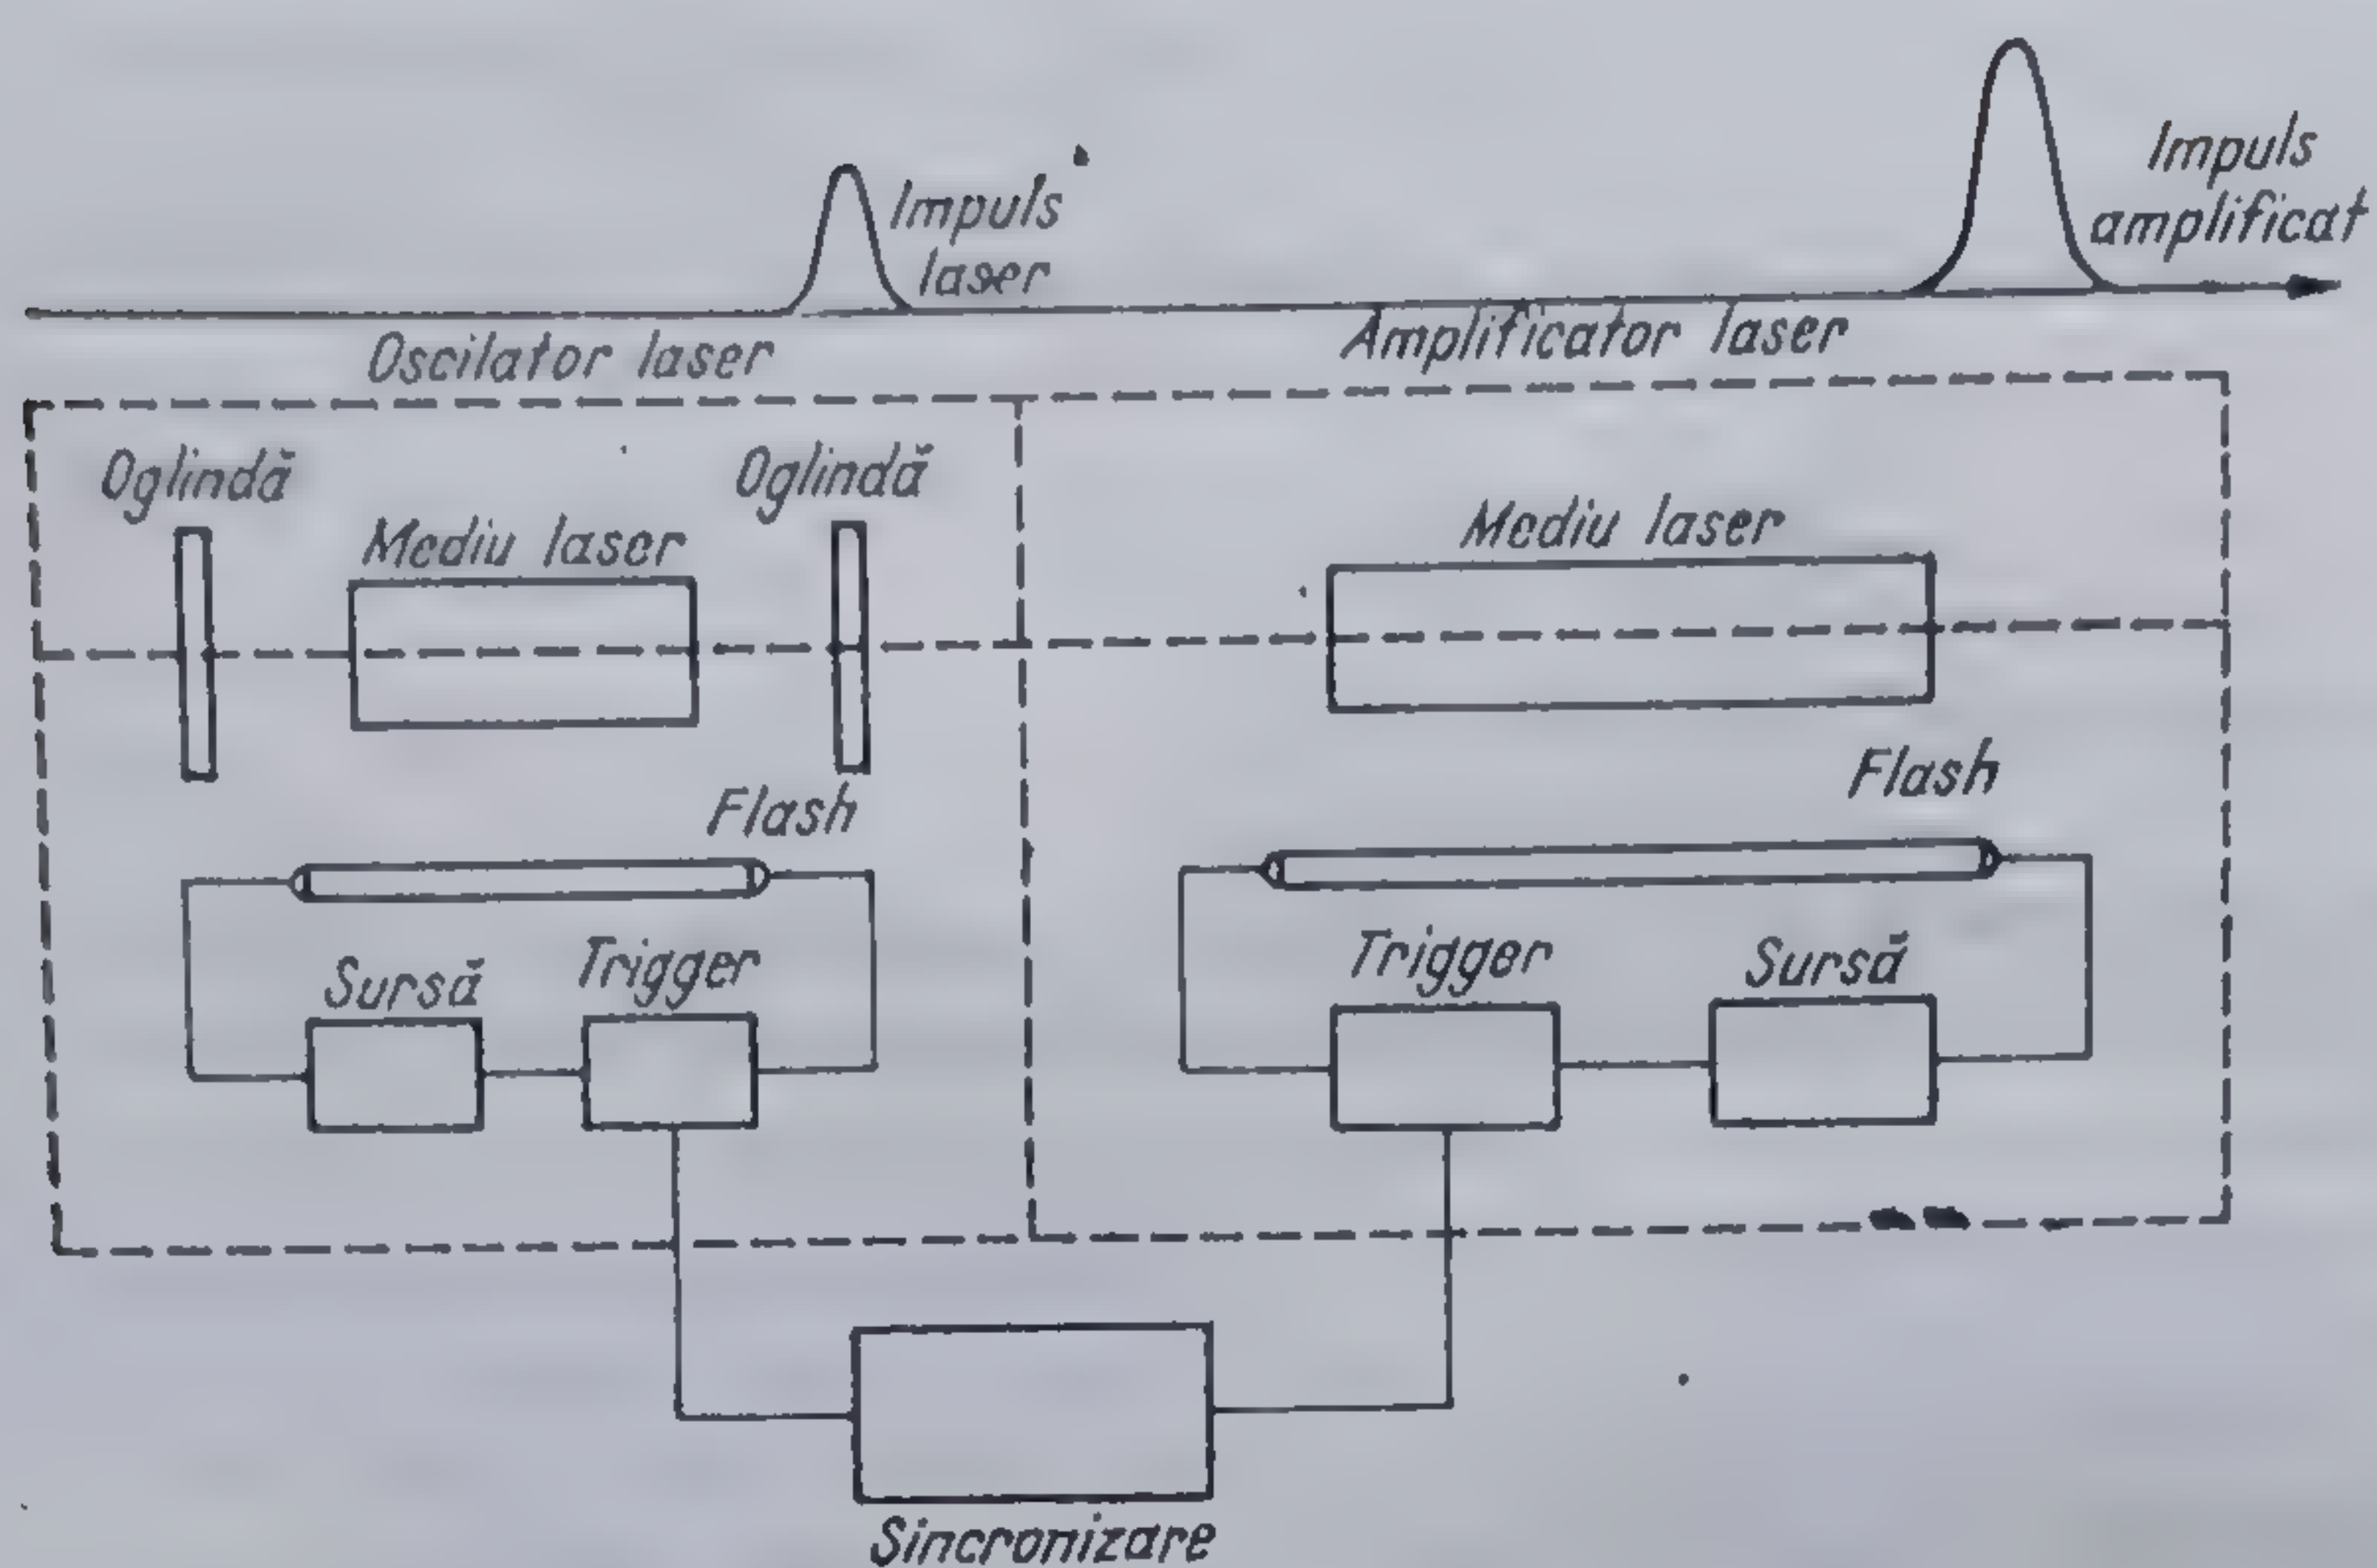 Impuls
laser
Impuls
amplificat
Oscilator laser
Amplificator laser
Oglindă
Mediu laser
Oglindă
Mediu laser
Flash
Flash
Sursă
Trigger
Trigger
Sursă
Sincronizare